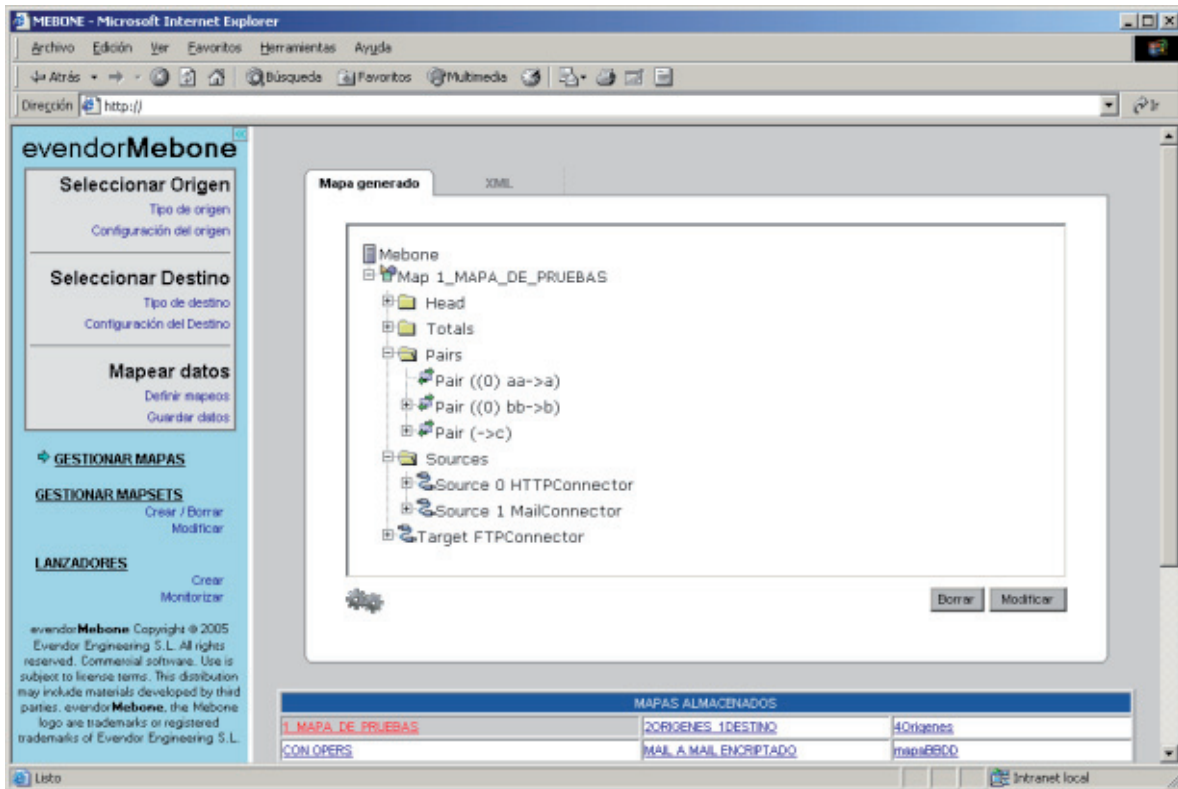 MEBONE - Microsoft Internet Explorer
Archivo Edición Ver Favoritos Herramientas Ayuda
Atrás Búsqueda Favoritos Multimedia
Dirección http:// Ir
evendorMebone
Seleccionar Origen
Tipo de origen
Configuración del origen
Seleccionar Destino
Tipo de destino
Configuración del Destino
Mapear datos
Definir mapeos
Guardar datos
GESTIONAR MAPAS
GESTIONAR MAPSETS
Crear / Borrar
Modificar
LANZADORES
Crear
Monitorizar
evendorMebone Copyright © 2005
Evendor Engineering S.L. All rights
reserved. Commercial software. Use is
subject to license terms. This distribution
may include materials developed by third
parties. evendorMebone, the Mebone
logo are trademarks or registered
trademarks of Evendor Engineering S.L.
Mapa generado XML
Mebone
Map 1_MAPA_DE_PRUEBAS
Head
Totals
Pairs
Pair ((0) aa->a)
Pair ((0) bb->b)
Pair (->c)
Sources
Source 0 HTTPConnector
Source 1 MailConnector
Target FTPConnector
Borrar Modificar
MAPAS ALMACENADOS
1_MAPA_DE_PRUEBAS 2ORIGENES_1DESTINO 4Origenes
CON OPERS MAIL A MAIL ENCRIPTADO mapaBBDD
Listo Intranet local